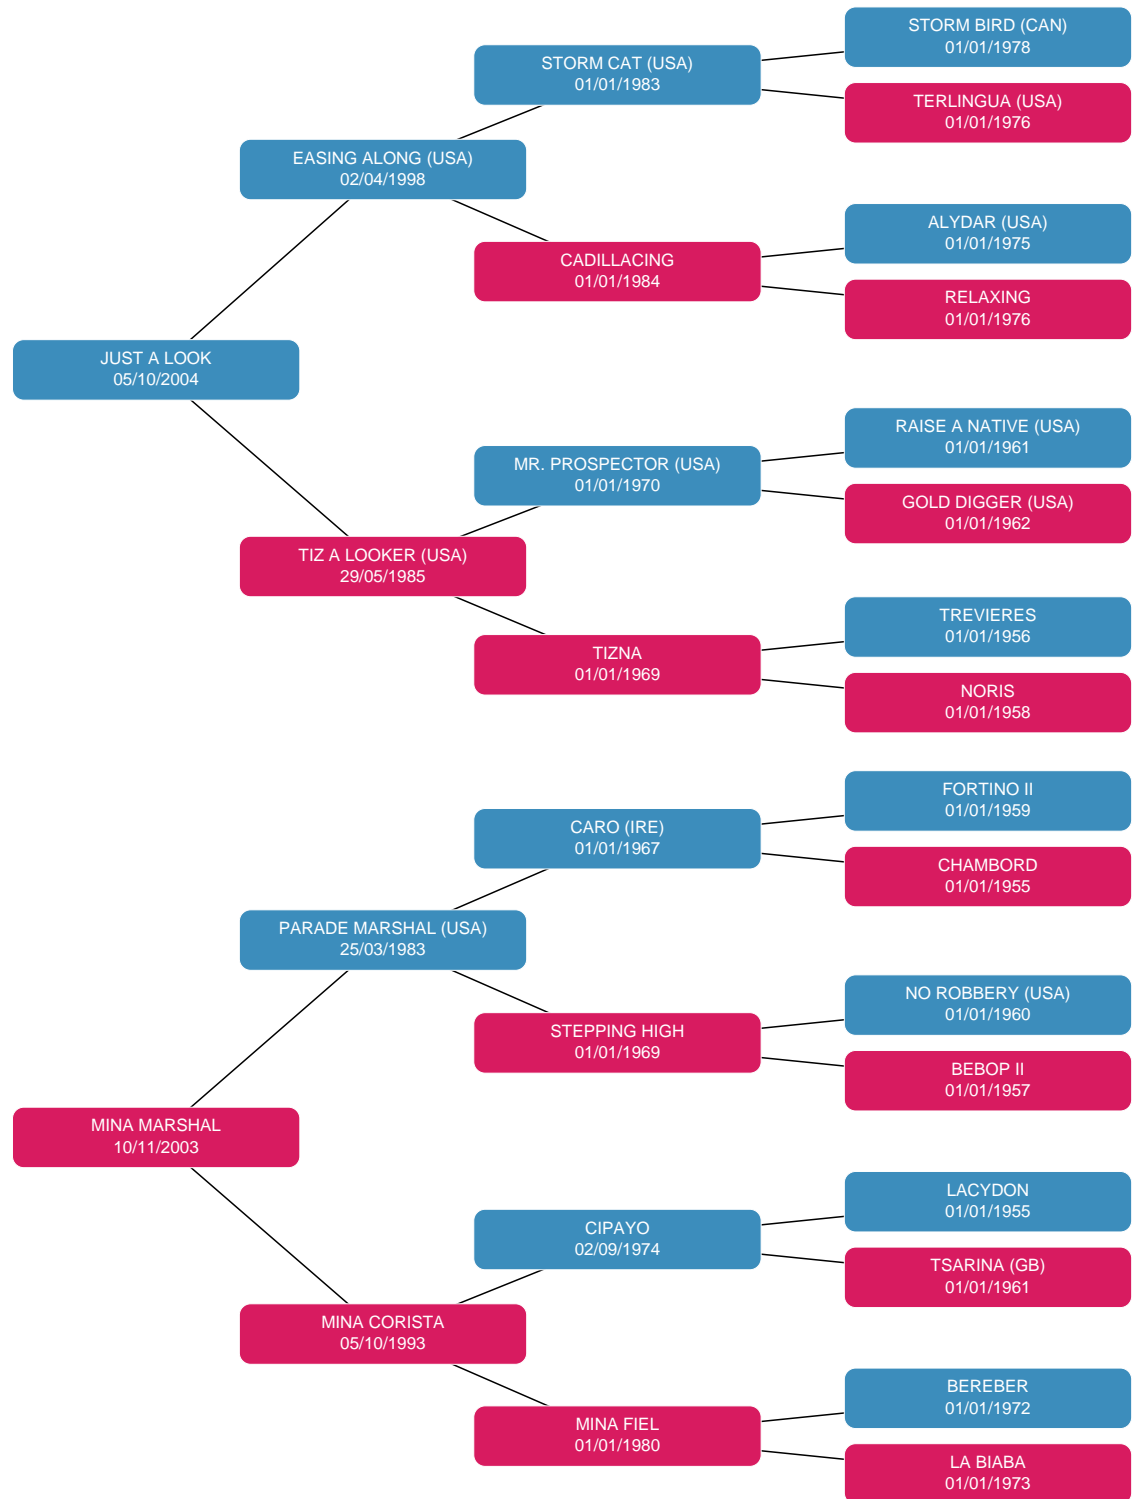 STORM BIRD (CAN)
01/01/1978
STORM CAT (USA)
01/01/1983
TERLINGUA (USA)
01/01/1976
EASING ALONG (USA)
02/04/1998
ALYDAR (USA)
01/01/1975
CADILLACING
01/01/1984
RELAXING
01/01/1976
JUST A LOOK
05/10/2004
RAISE A NATIVE (USA)
01/01/1961
MR. PROSPECTOR (USA)
01/01/1970
GOLD DIGGER (USA)
01/01/1962
TIZ A LOOKER (USA)
29/05/1985
TREVIERES
01/01/1956
TIZNA
01/01/1969
NORIS
01/01/1958
FORTINO II
01/01/1959
CARO (IRE)
01/01/1967
CHAMBORD
01/01/1955
PARADE MARSHAL (USA)
25/03/1983
NO ROBBERY (USA)
01/01/1960
STEPPING HIGH
01/01/1969
BEBOP II
01/01/1957
MINA MARSHAL
10/11/2003
LACYDON
01/01/1955
CIPAYO
02/09/1974
TSARINA (GB)
01/01/1961
MINA CORISTA
05/10/1993
BEREBER
01/01/1972
MINA FIEL
01/01/1980
LA BIABA
01/01/1973